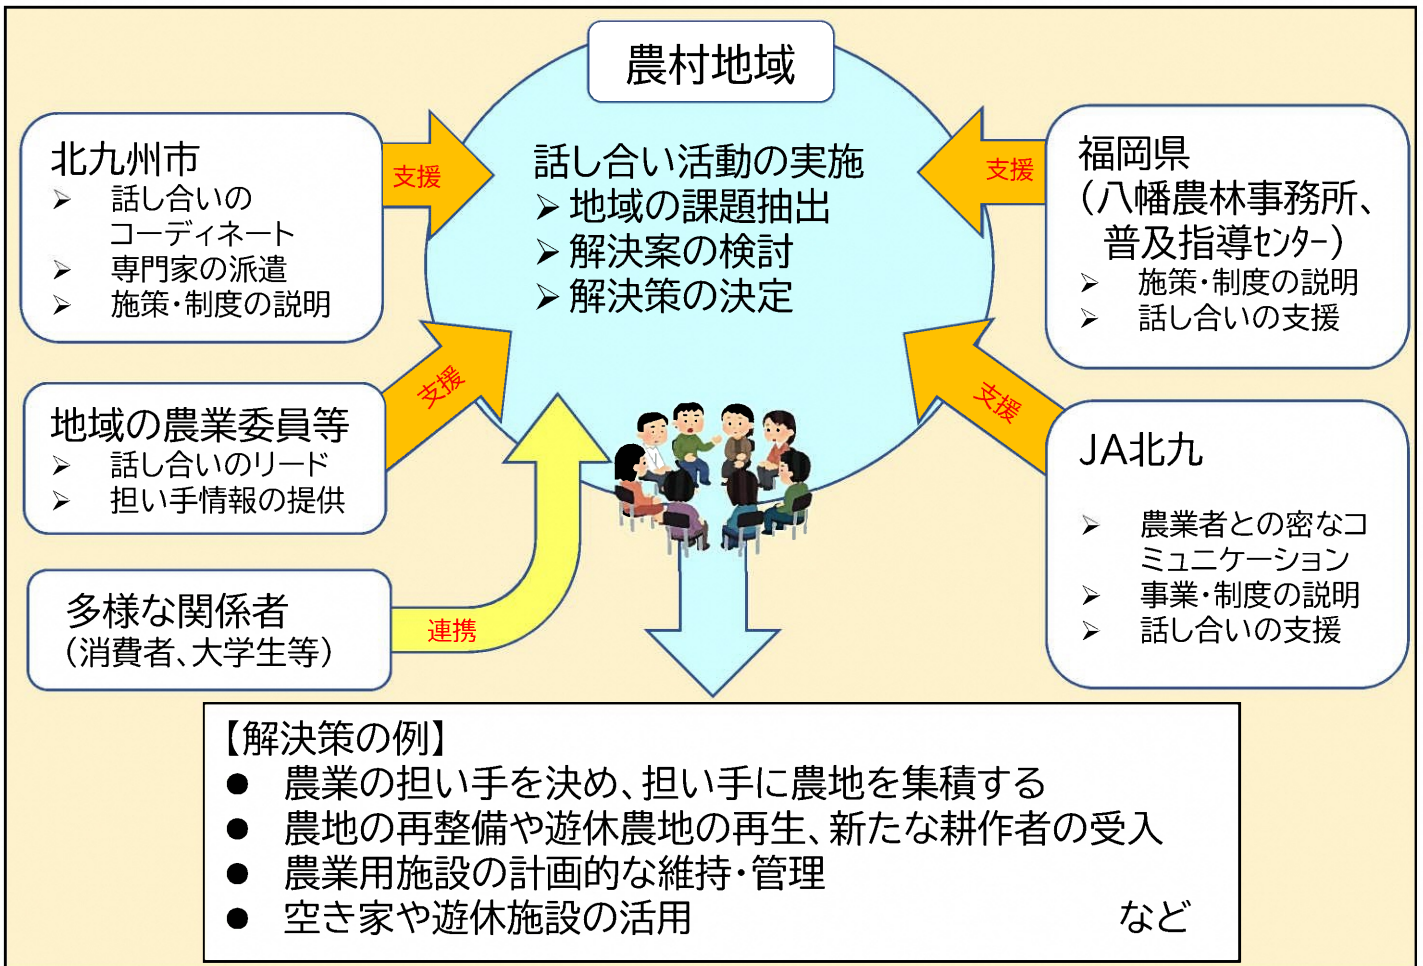 農村地域
話し合い活動の実施
➢ 地域の課題抽出
➢ 解決案の検討
➢ 解決策の決定
北九州市
➢ 話し合いの
コーディネート
➢ 専門家の派遣
➢ 施策・制度の説明
支援
地域の農業委員等
➢ 話し合いのリード
➢ 担い手情報の提供
支援
多様な関係者
（消費者、大学生等）
連携
福岡県
（八幡農林事務所、
普及指導ｾﾝﾀｰ）
➢ 施策・制度の説明
➢ 話し合いの支援
支援
JA北九
➢ 農業者との密なコ
ミュニケーション
➢ 事業・制度の説明
➢ 話し合いの支援
支援
【解決策の例】
● 農業の担い手を決め、担い手に農地を集積する
● 農地の再整備や遊休農地の再生、新たな耕作者の受入
● 農業用施設の計画的な維持・管理
● 空き家や遊休施設の活用 など